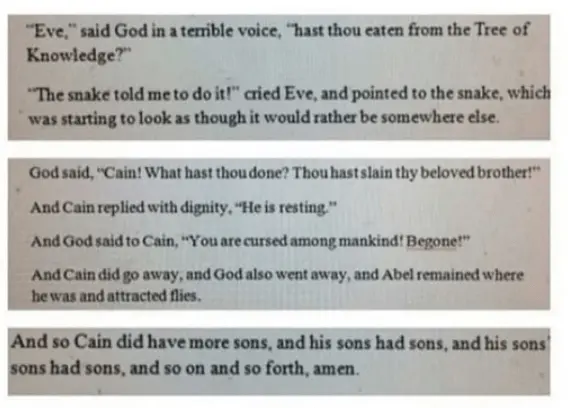 "Eve," said God in a terrible voice, "hast thou eaten from the Tree of
Knowledge?"
"The snake told me to do it!" cried Eve, and pointed to the snake, which
was starting to look as though it would rather be somewhere else.
God said, "Cain! What hast thou done? Thou hast slain thy beloved brother!"
And Cain replied with dignity, "He is resting."
And God said to Cain, "You are cursed among mankind! Begone!"
And Cain did go away, and God also went away, and Abel remained where
he was and attracted flies.
And so Cain did have more sons, and his sons had sons, and his sons'
sons had sons, and so on and so forth, amen.